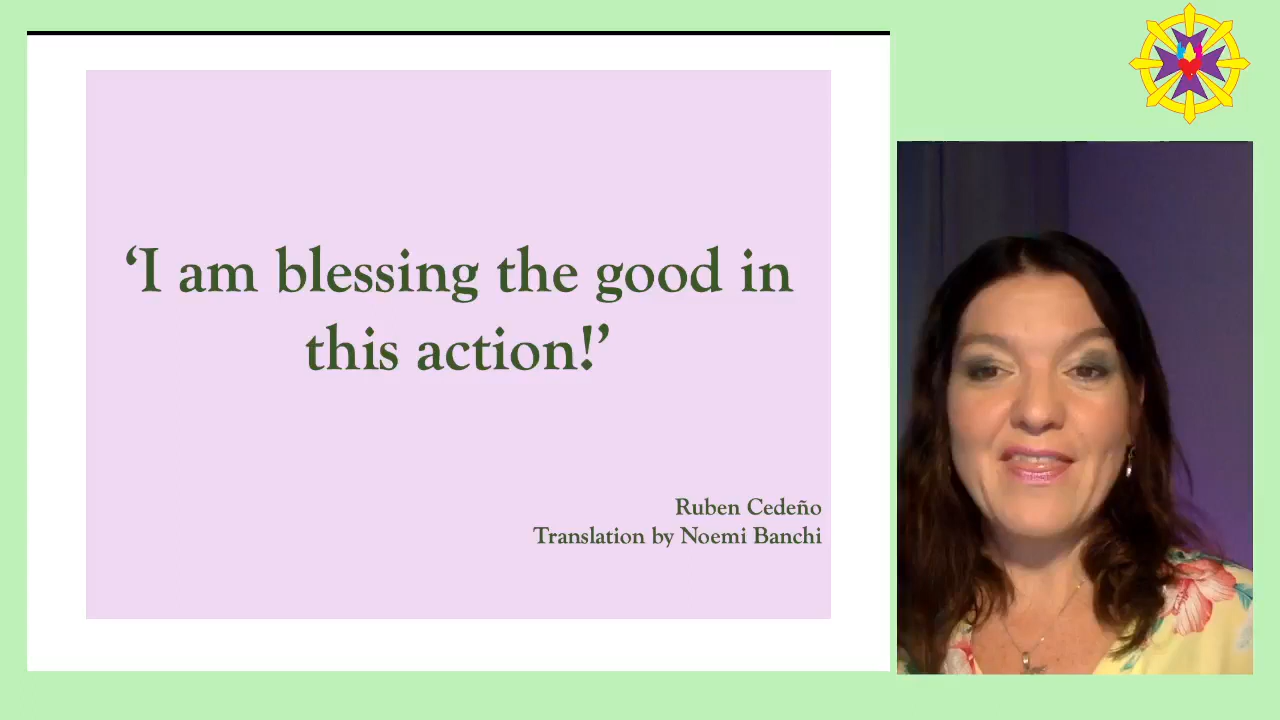 ‘I am blessing the good in
this action!’
Ruben Cedeño
Translation by Noemi Banchi